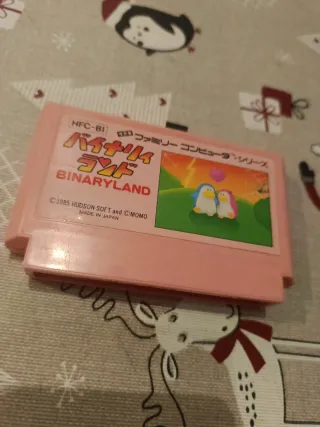 HFC-BI
ファミリー コンピュータ シリーズ
バイナリィ
ランド
BINARYLAND
©1985 HUDSON SOFT and C!MOMO
MADE IN JAPAN